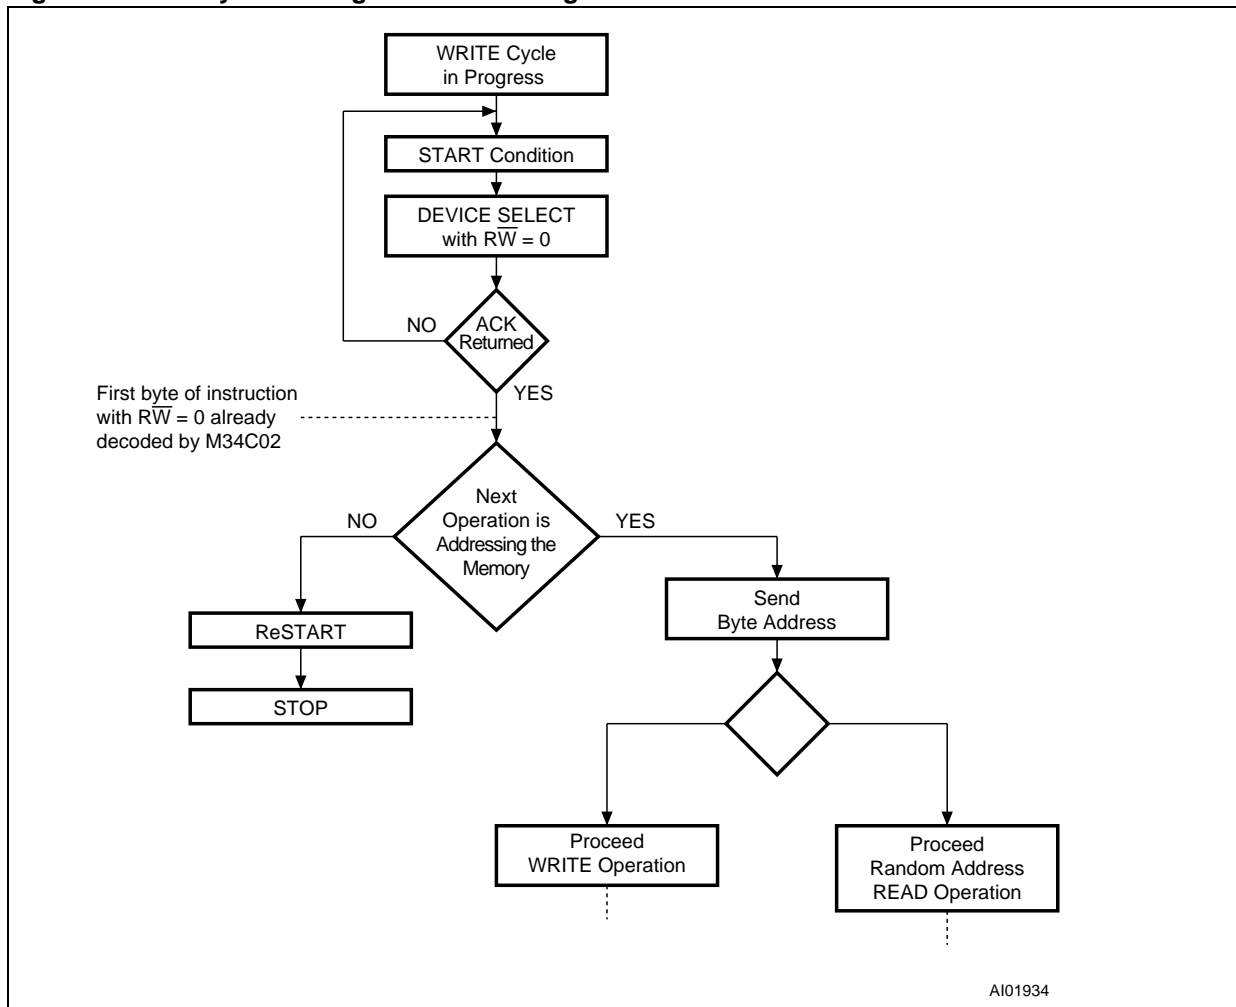 WRITE Cycle
in Progress
START Condition
DEVICE SELECT
with RW̅ = 0
NO
ACK
Returned
YES
First byte of instruction
with RW̅ = 0 already
decoded by M34C02
NO
Next
Operation is
Addressing the
Memory
YES
Send
Byte Address
ReSTART
STOP
Proceed
WRITE Operation
Proceed
Random Address
READ Operation
AI01934